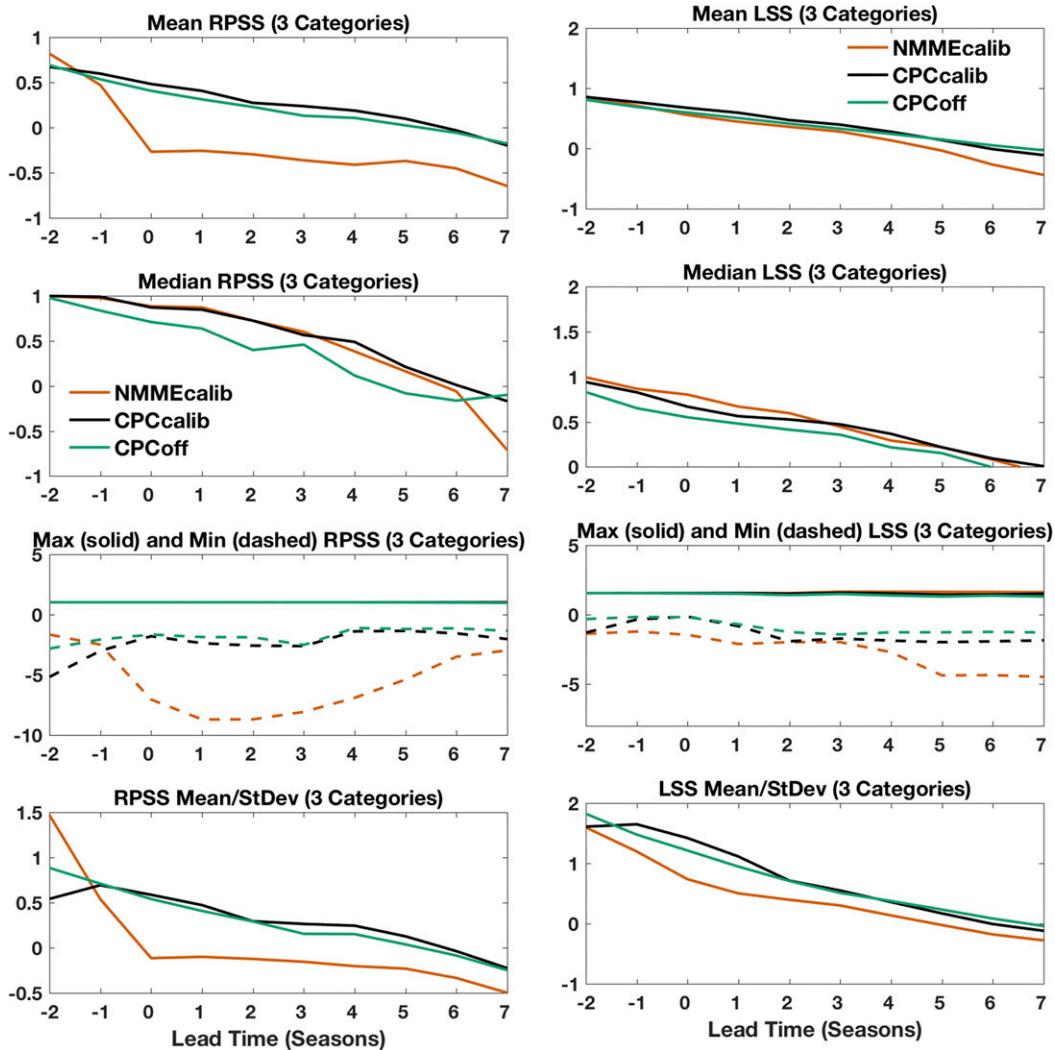 Mean RPSS (3 Categories)
1
0.5
0
-0.5
-1
-2 -1 0 1 2 3 4 5 6 7
Mean LSS (3 Categories)
2
1
0
-1
-2 -1 0 1 2 3 4 5 6 7
NMMEcalib
CPCcalib
CPCoff
Median RPSS (3 Categories)
1
0.5
0
-0.5
-1
-2 -1 0 1 2 3 4 5 6 7
NMMEcalib
CPCcalib
CPCoff
Median LSS (3 Categories)
2
1.5
1
0.5
0
-2 -1 0 1 2 3 4 5 6 7
Max (solid) and Min (dashed) RPSS (3 Categories)
5
0
-5
-10
-2 -1 0 1 2 3 4 5 6 7
Max (solid) and Min (dashed) LSS (3 Categories)
5
0
-5
-2 -1 0 1 2 3 4 5 6 7
RPSS Mean/StDev (3 Categories)
1.5
1
0.5
0
-0.5
-2 -1 0 1 2 3 4 5 6 7
Lead Time (Seasons)
LSS Mean/StDev (3 Categories)
2
1
0
-1
-2 -1 0 1 2 3 4 5 6 7
Lead Time (Seasons)